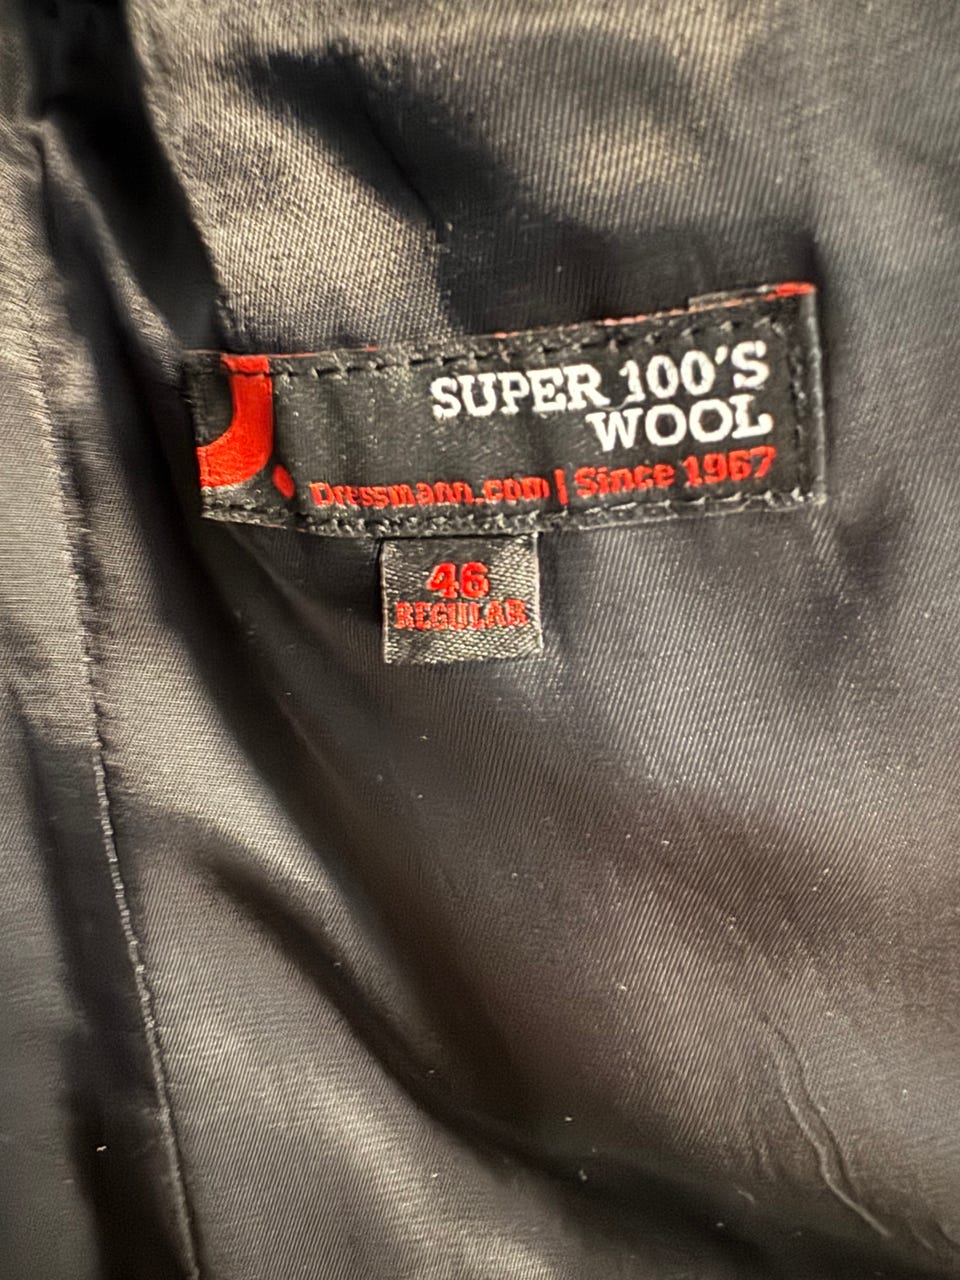 SUPER 100'S
WOOL
Dressmann.com | Since 1967
46
REGULAR